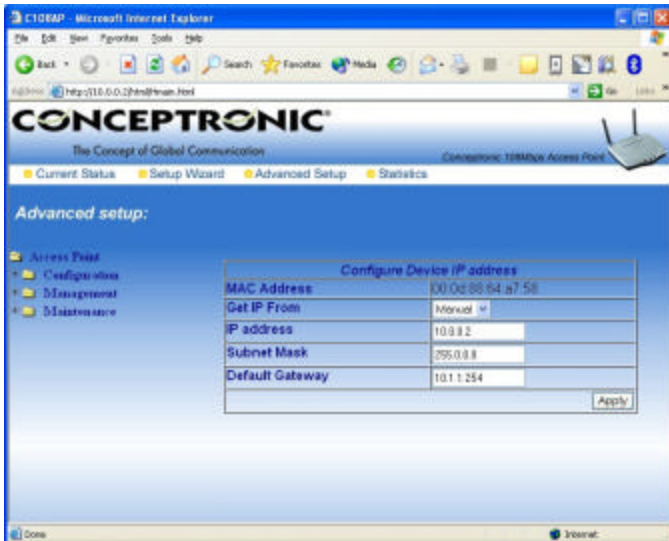 C108AP - Microsoft Internet Explorer
File Edit View Favorites Tools Help
Back Search Favorites Media
Address http://10.0.0.2/html/hmain.html Go Links »
CONCEPTRONIC®
The Concept of Global Communication
Conceptronic 108Mbps Access Point
Current Status Setup Wizard Advanced Setup Statistics
Advanced setup:
Access Point
Configuration
Management
Maintenance
Configure Device IP address
MAC Address 00:0d:88:64:a7:58
Get IP From Manual
IP address 10.0.0.2
Subnet Mask 255.0.0.0
Default Gateway 10.1.1.254
Apply
Done Internet